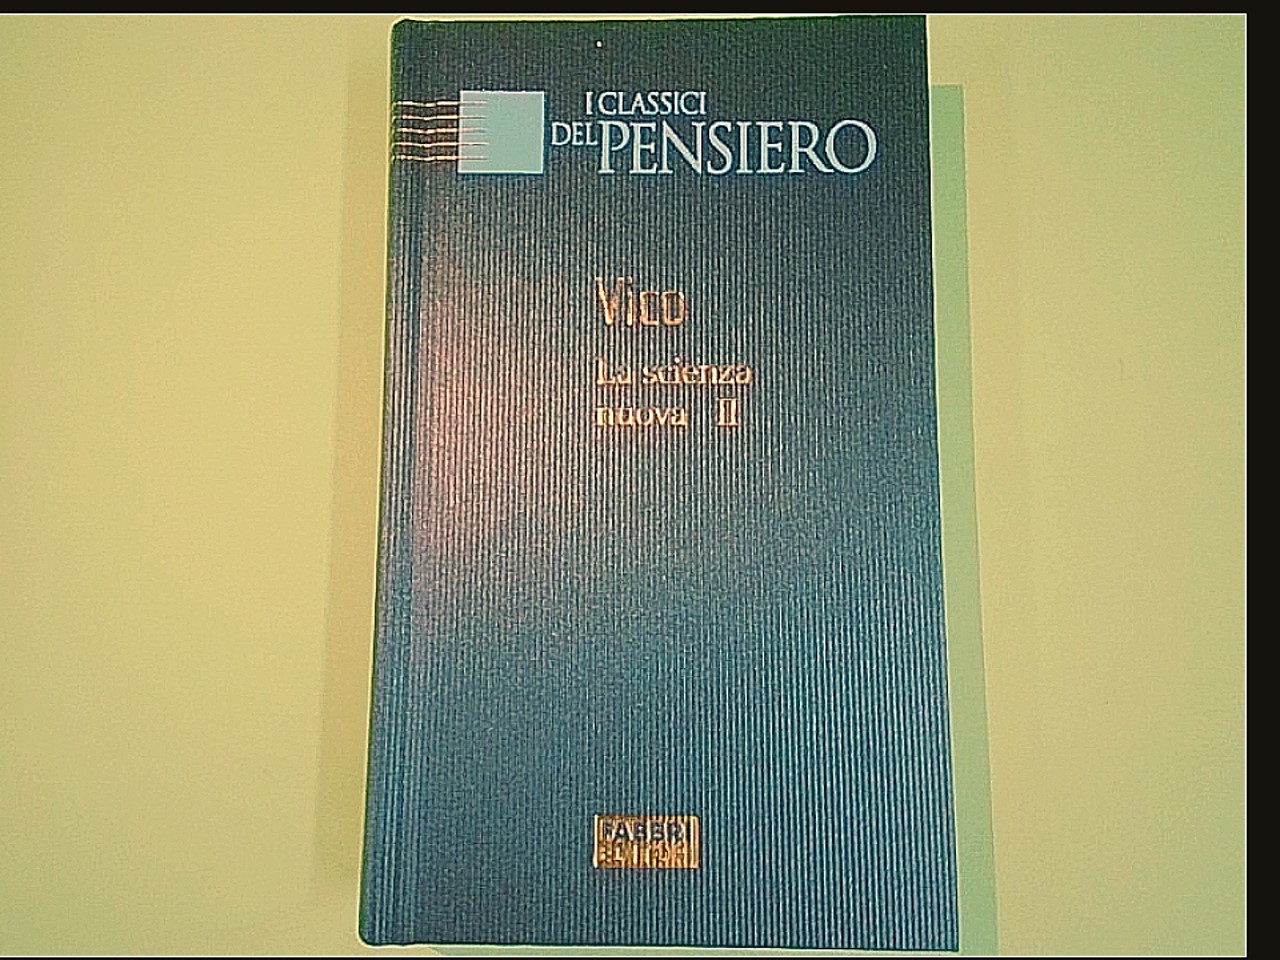 I CLASSICI
DEL PENSIERO
Vico
La scienza
nuova II
FABBRI
EDITORI